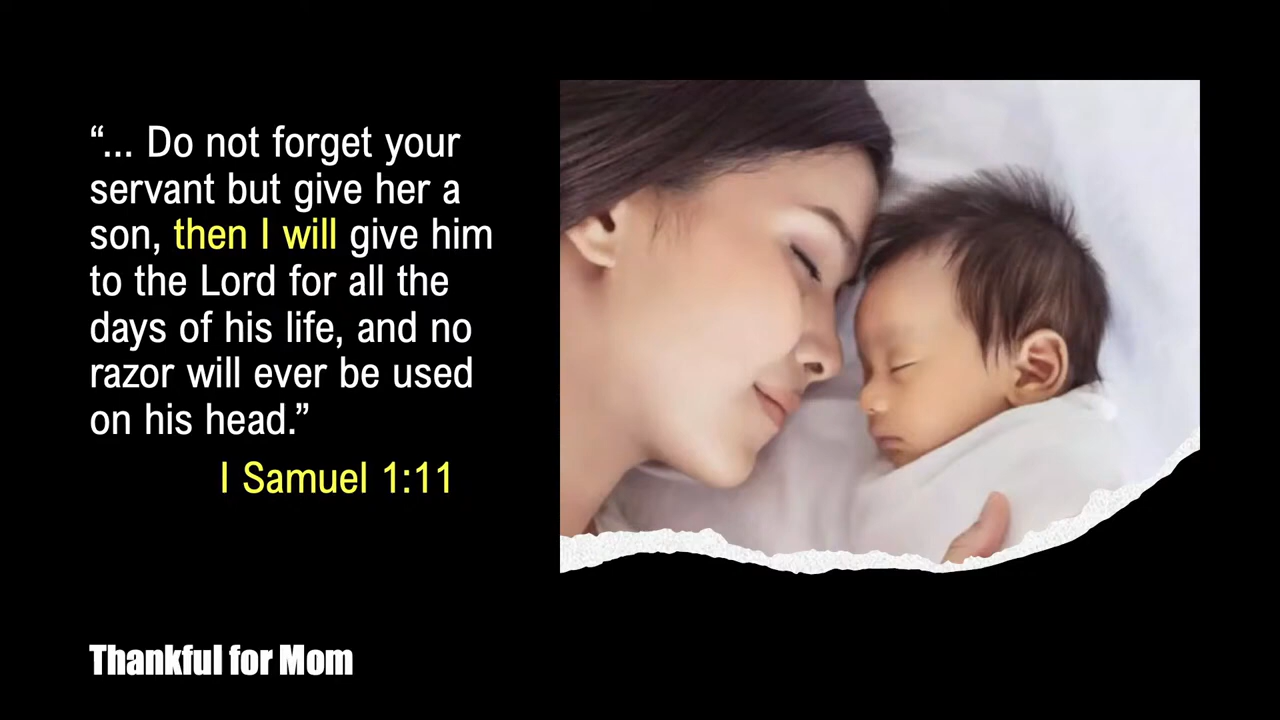 “... Do not forget your
servant but give her a
son, then I will give him
to the Lord for all the
days of his life, and no
razor will ever be used
on his head.”
I Samuel 1:11
Thankful for Mom